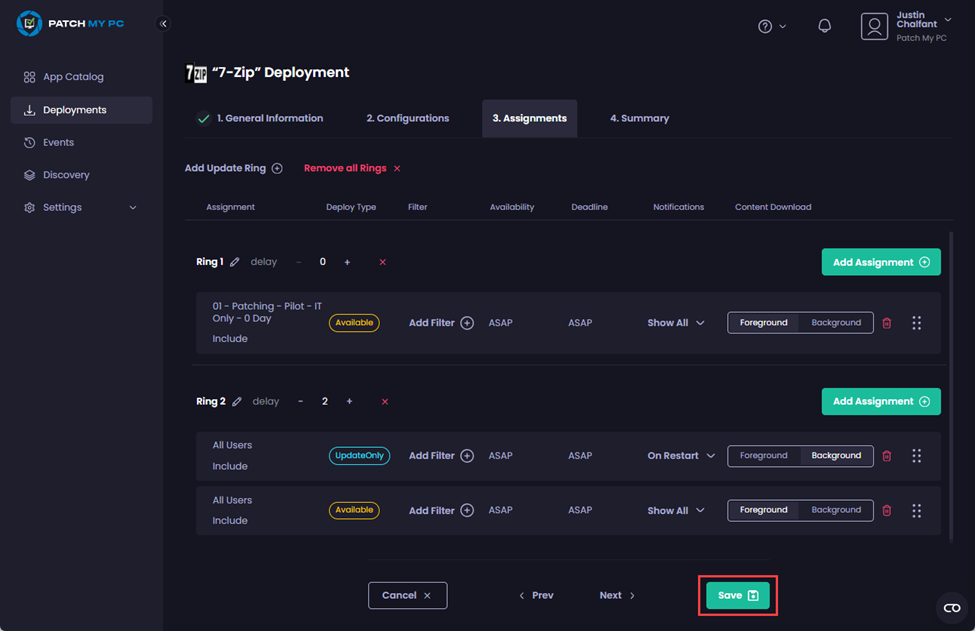 PATCH MY PC
Justin
Chalfant
Patch My PC
App Catalog
Deployments
Events
Discovery
Settings
7ZIP "7-Zip" Deployment
1. General Information 2. Configurations 3. Assignments 4. Summary
Add Update Ring Remove all Rings ×
Assignment Deploy Type Filter Availability Deadline Notifications Content Download
Ring 1 delay - 0 + × Add Assignment
01 - Patching - Pilot - IT
Only - 0 Day
Include
Available Add Filter ASAP ASAP Show All Foreground Background
Ring 2 delay - 2 + × Add Assignment
All Users
Include
UpdateOnly Add Filter ASAP ASAP On Restart Foreground Background
All Users
Include
Available Add Filter ASAP ASAP Show All Foreground Background
Cancel × < Prev Next > Save